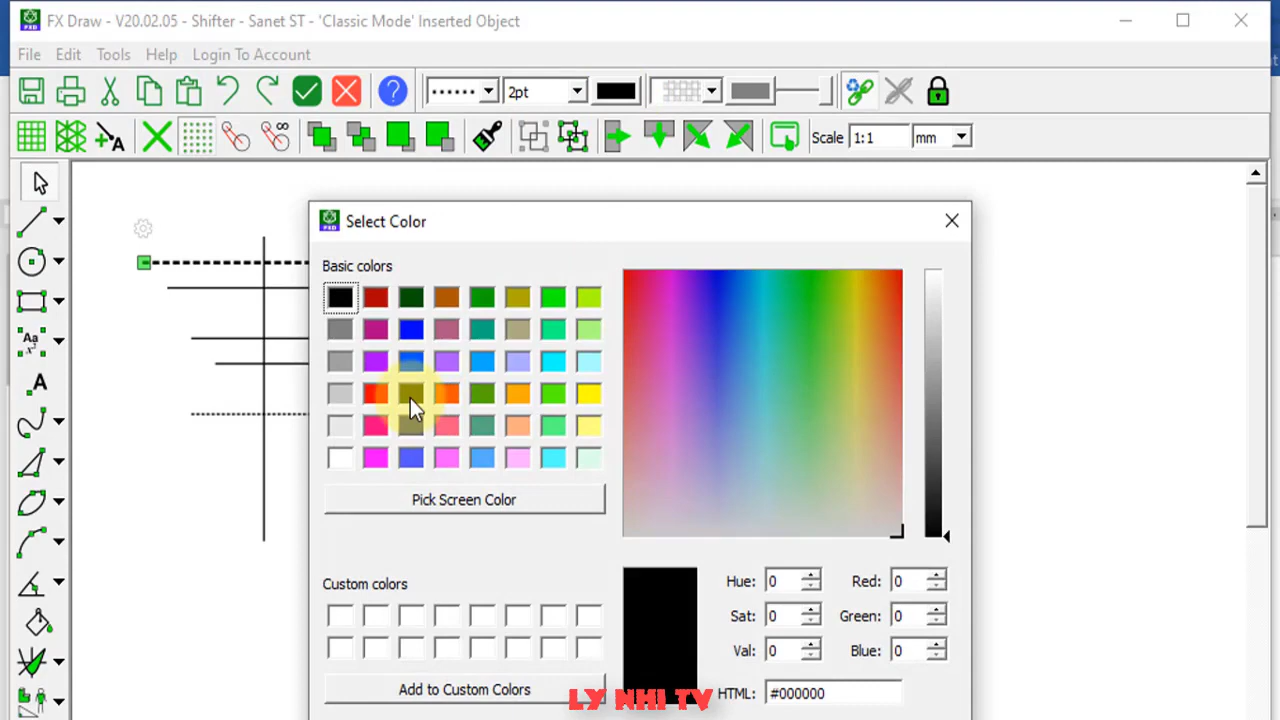 FX Draw - V20.02.05 - Shifter - Sanet ST - 'Classic Mode' Inserted Object
File Edit Tools Help Login To Account
2pt
Scale 1:1 mm
Select Color
Basic colors
Pick Screen Color
Custom colors
Hue: 0 Red: 0
Sat: 0 Green: 0
Val: 0 Blue: 0
HTML: #000000
Add to Custom Colors
LY NHI TV